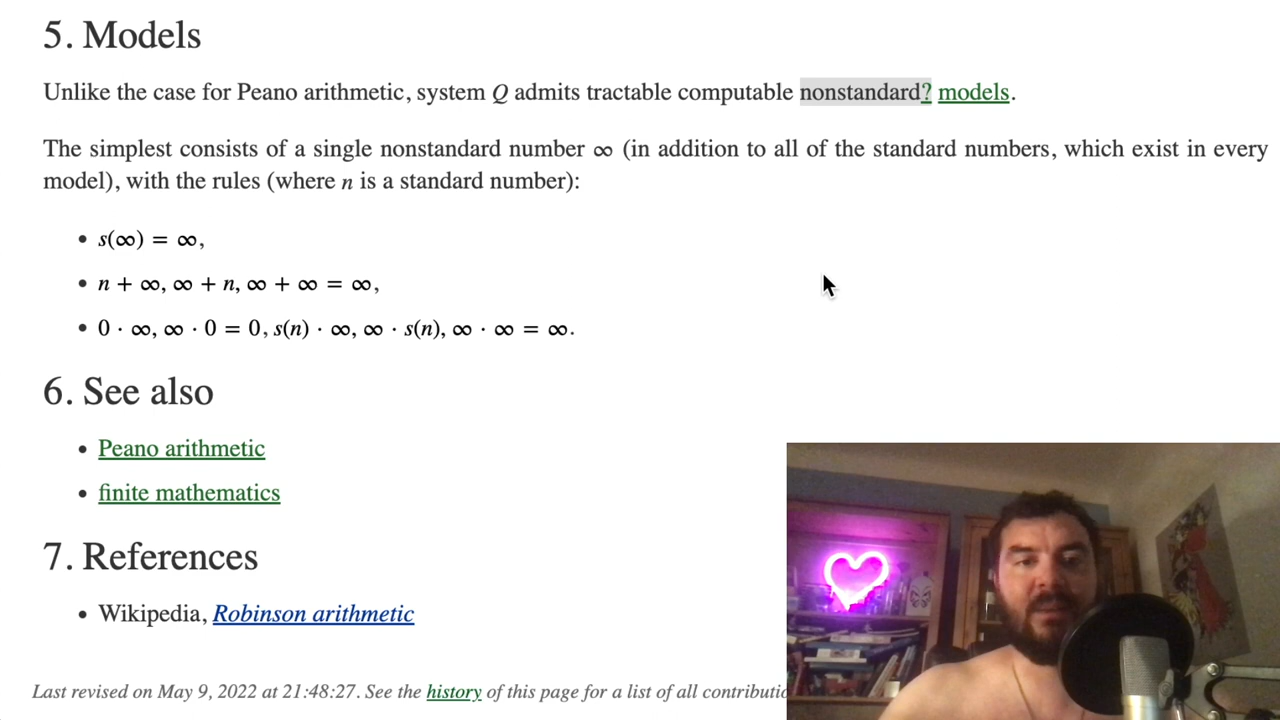 5. Models
Unlike the case for Peano arithmetic, system Q admits tractable computable nonstandard? models.
The simplest consists of a single nonstandard number ∞ (in addition to all of the standard numbers, which exist in every
model), with the rules (where n is a standard number):
• s(∞) = ∞,
• n + ∞, ∞ + n, ∞ + ∞ = ∞,
• 0 · ∞, ∞ · 0 = 0, s(n) · ∞, ∞ · s(n), ∞ · ∞ = ∞.
6. See also
• Peano arithmetic
• finite mathematics
7. References
• Wikipedia, Robinson arithmetic
Last revised on May 9, 2022 at 21:48:27. See the history of this page for a list of all contributio